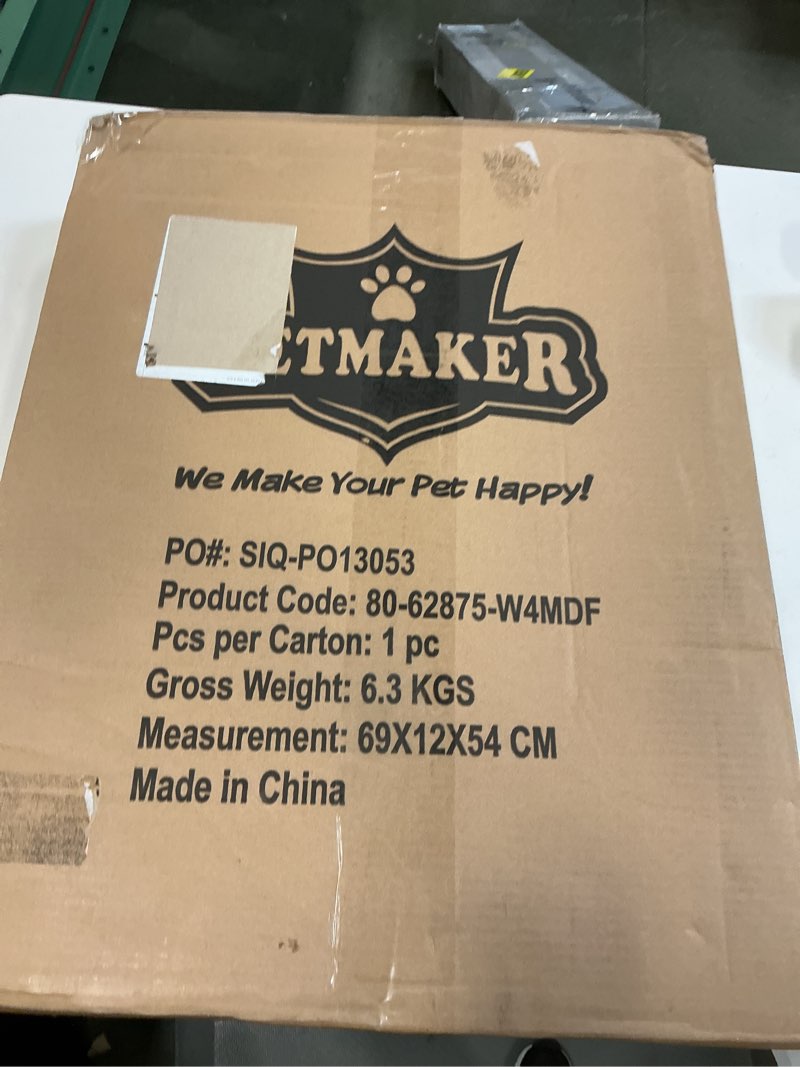 ETMAKER
We Make Your Pet Happy!
PO#: SIQ-PO13053
Product Code: 80-62875-W4MDF
Pcs per Carton: 1 pc
Gross Weight: 6.3 KGS
Measurement: 69X12X54 CM
Made in China